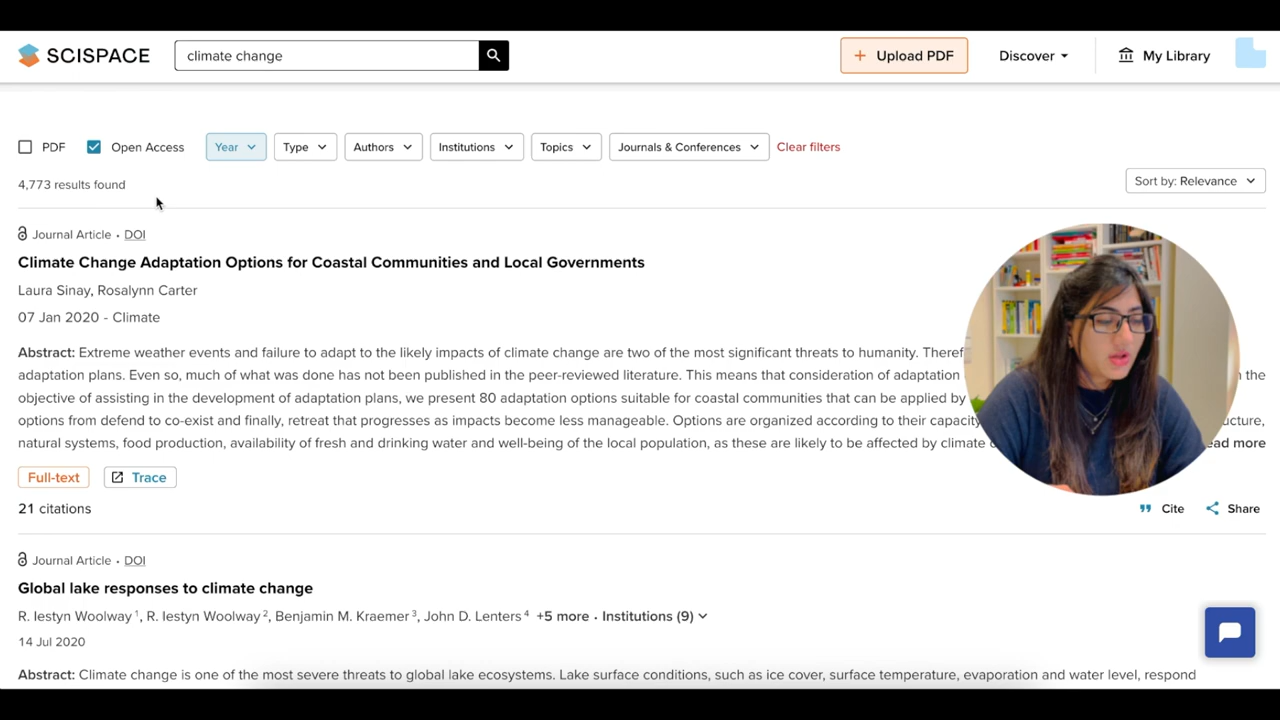 SCISPACE
climate change
+ Upload PDF
Discover
My Library
PDF
Open Access
Year
Type
Authors
Institutions
Topics
Journals & Conferences
Clear filters
4,773 results found
Sort by: Relevance
Journal Article • DOI
Climate Change Adaptation Options for Coastal Communities and Local Governments
Laura Sinay, Rosalynn Carter
07 Jan 2020 - Climate
Abstract: Extreme weather events and failure to adapt to the likely impacts of climate change are two of the most significant threats to humanity.
adaptation plans. Even so, much of what was done has not been published in the peer-reviewed literature. This means that consideration of adaptation the
objective of assisting in the development of adaptation plans, we present 80 adaptation options suitable for coastal communities that can be applied by
options from defend to co-exist and finally, retreat that progresses as impacts become less manageable. Options are organized according to their capacity
natural systems, food production, availability of fresh and drinking water and well-being of the local population, as these are likely to be affected by climate more
Full-text
Trace
21 citations
Cite
Share
Journal Article • DOI
Global lake responses to climate change
R. Iestyn Woolway 1, R. Iestyn Woolway 2, Benjamin M. Kraemer 3, John D. Lenters 4 +5 more • Institutions (9)
14 Jul 2020
Abstract: Climate change is one of the most severe threats to global lake ecosystems. Lake surface conditions, such as ice cover, surface temperature, evaporation and water level, respond